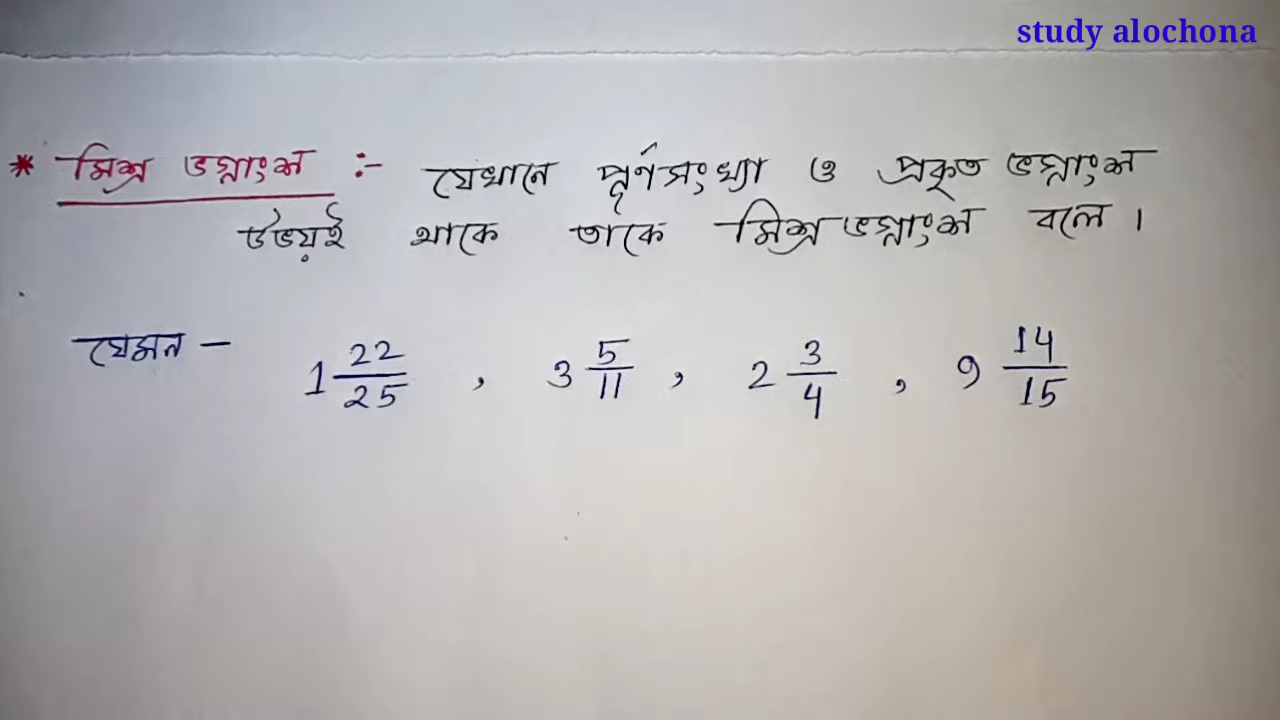 study alochona
* মিশ্র ভগ্নাংশ :- যেখানে পূর্ণসংখ্যা ও প্রকৃত ভগ্নাংশ
উভয়ই থাকে তাকে মিশ্র ভগ্নাংশ বলে ।
যেমন - 1 22/25 , 3 5/11 , 2 3/4 , 9 14/15